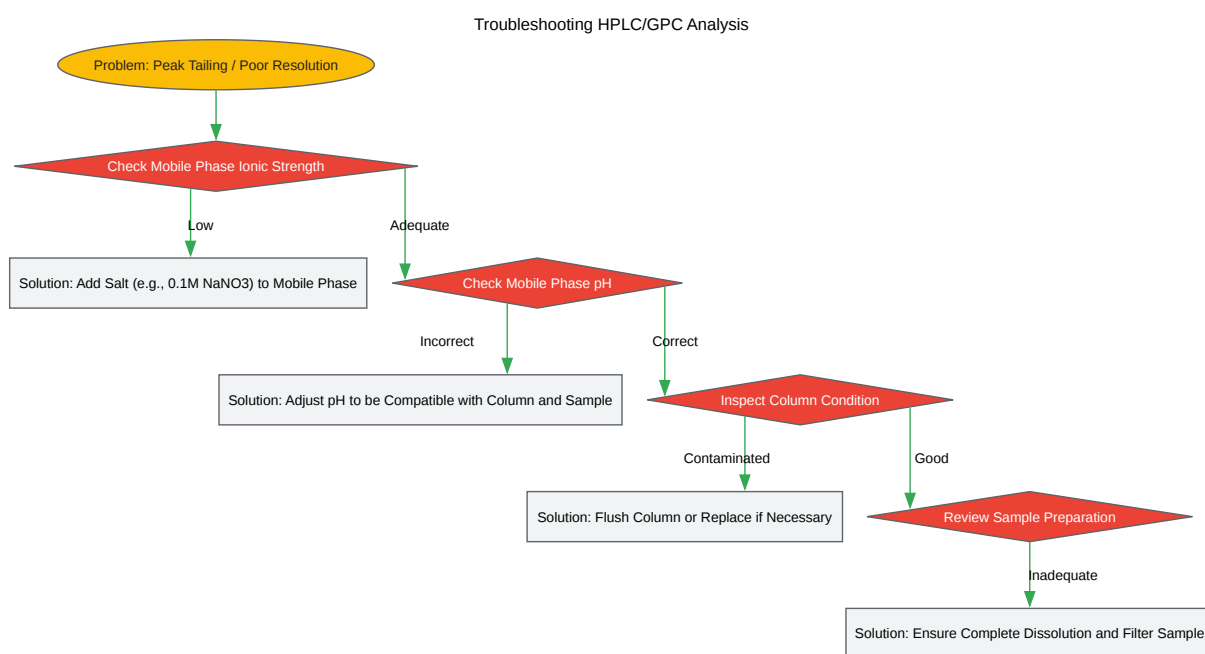 Troubleshooting HPLC/GPC Analysis
Problem: Peak Tailing / Poor Resolution
Check Mobile Phase Ionic Strength
Low
Adequate
Solution: Add Salt (e.g., 0.1M NaNO3) to Mobile Phase
Check Mobile Phase pH
Incorrect
Correct
Solution: Adjust pH to be Compatible with Column and Sample
Inspect Column Condition
Contaminated
Good
Solution: Flush Column or Replace if Necessary
Review Sample Preparation
Inadequate
Solution: Ensure Complete Dissolution and Filter Sample